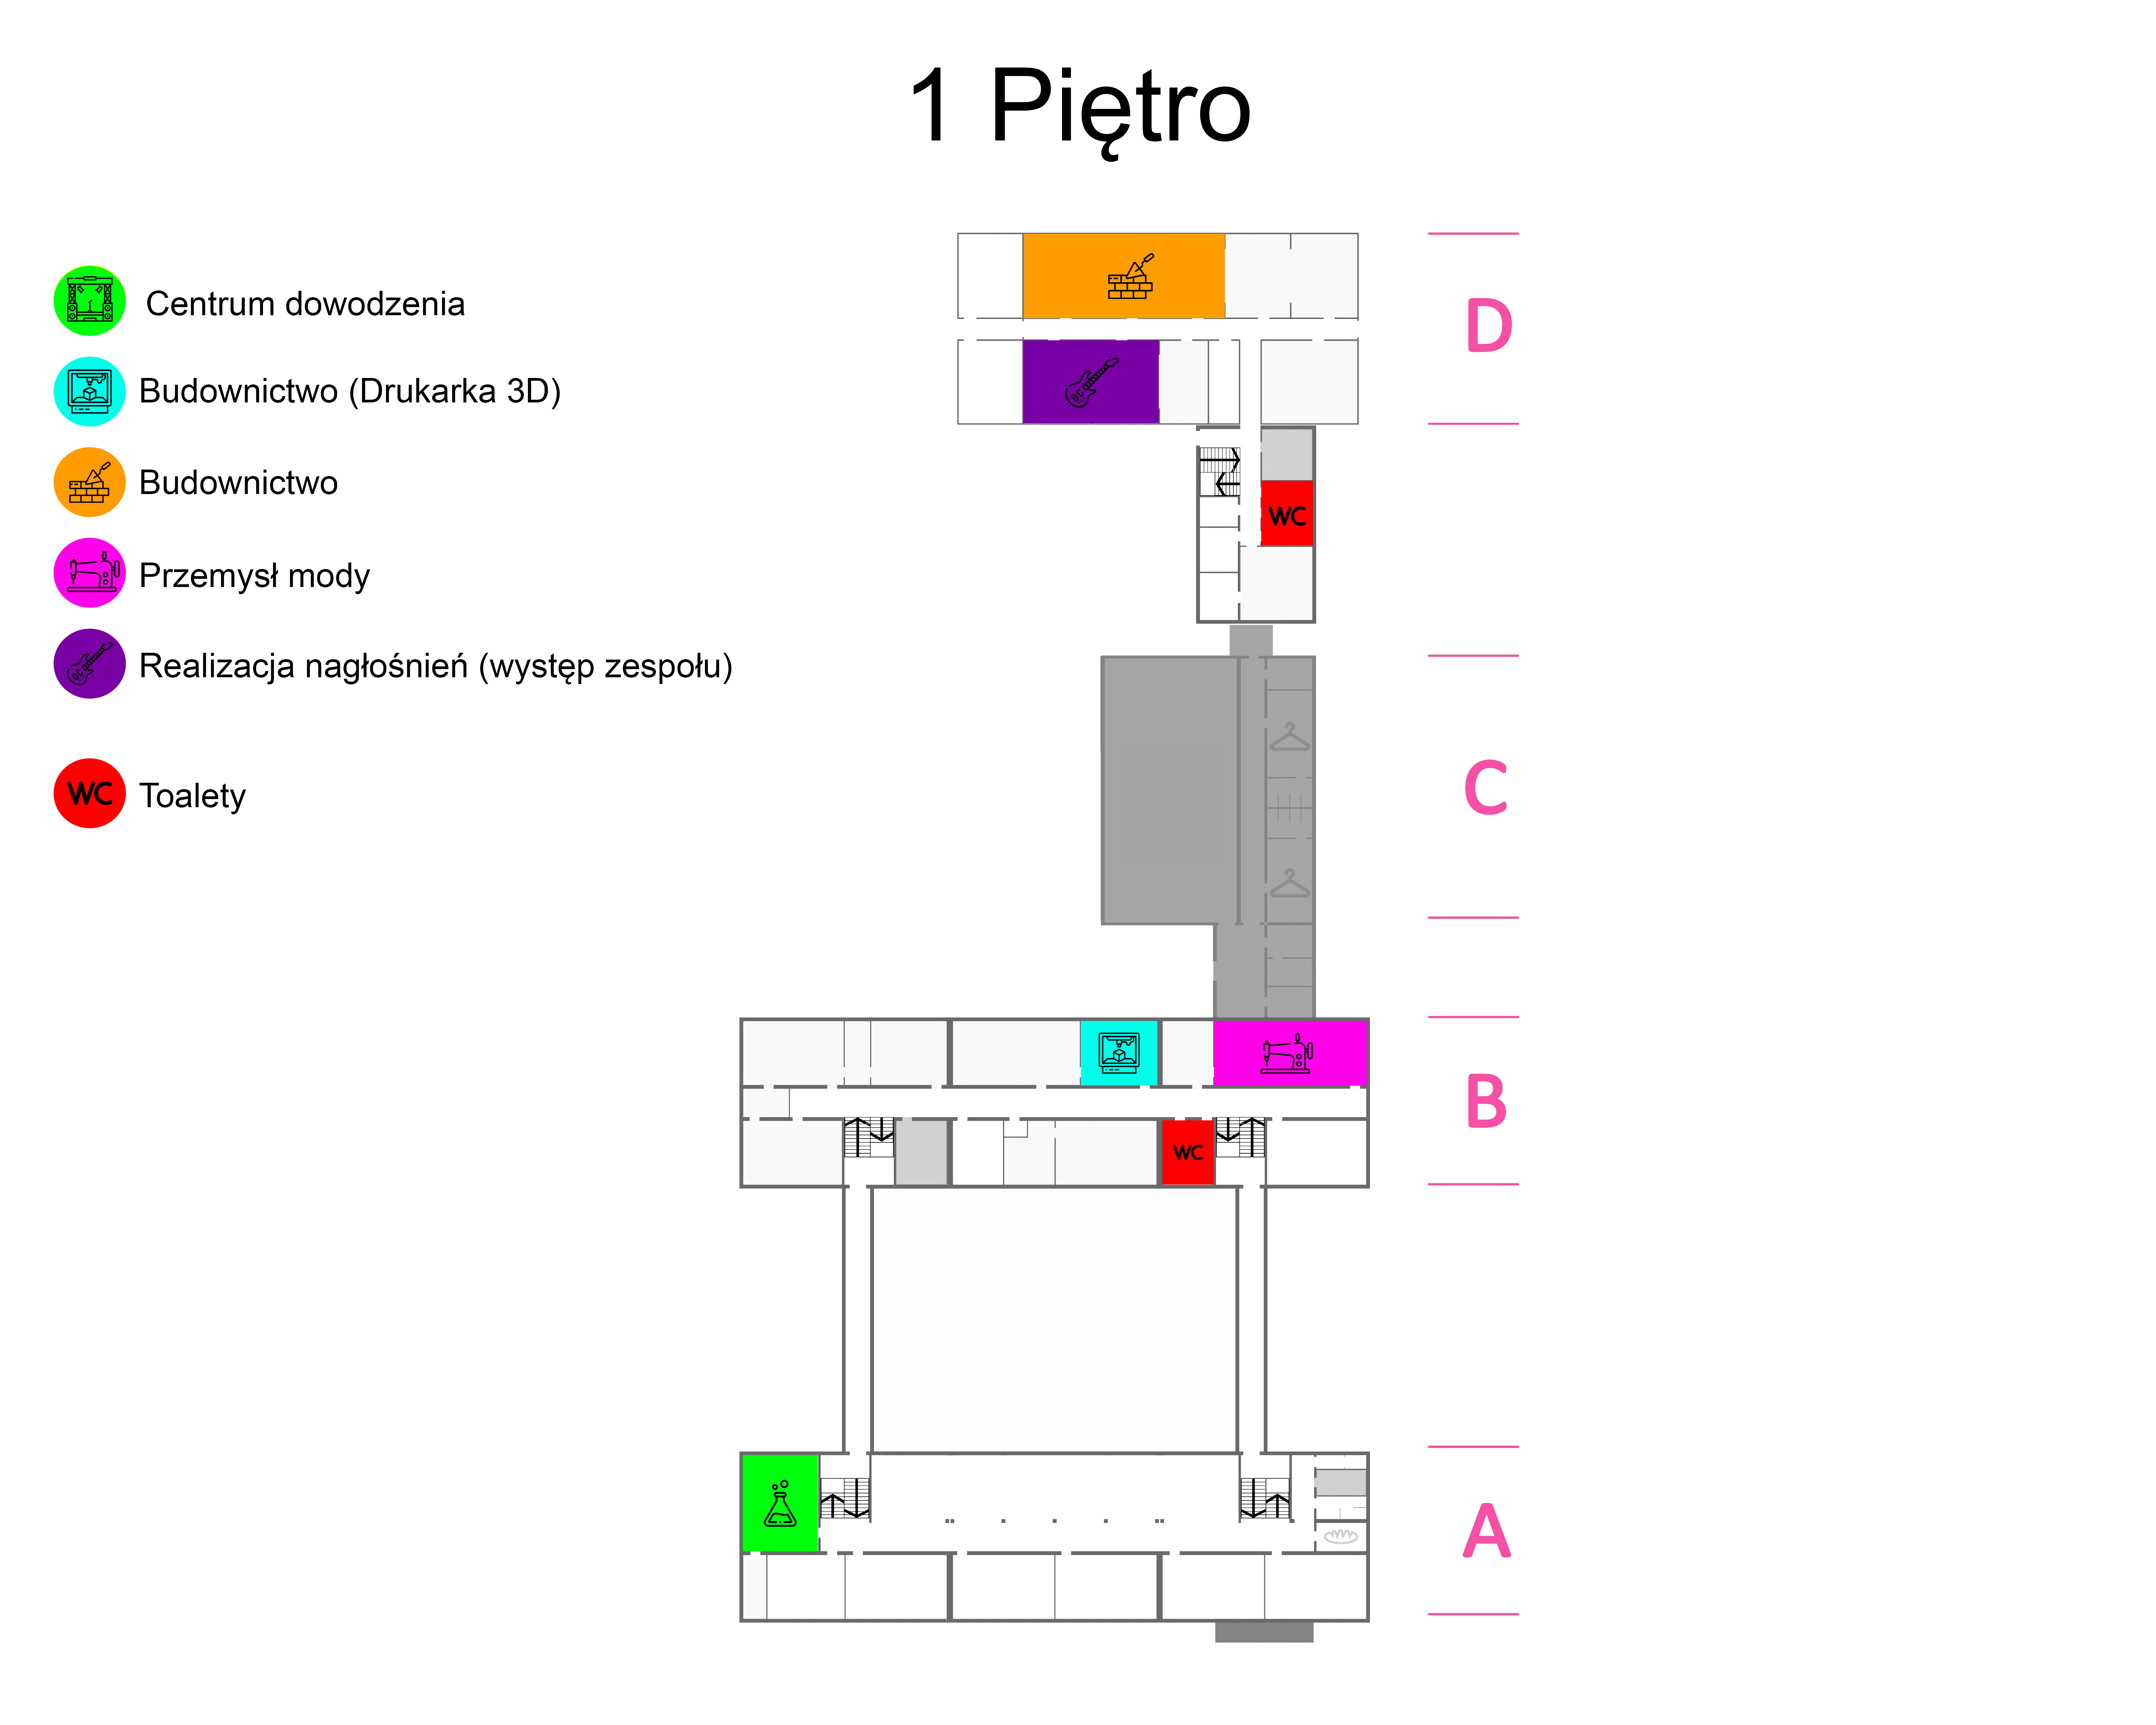 1 Piętro
Centrum dowodzenia
Budownictwo (Drukarka 3D)
Budownictwo
Przemysł mody
Realizacja nagłośnień (występ zespołu)
WC Toalety
D
WC
C
B
WC
A